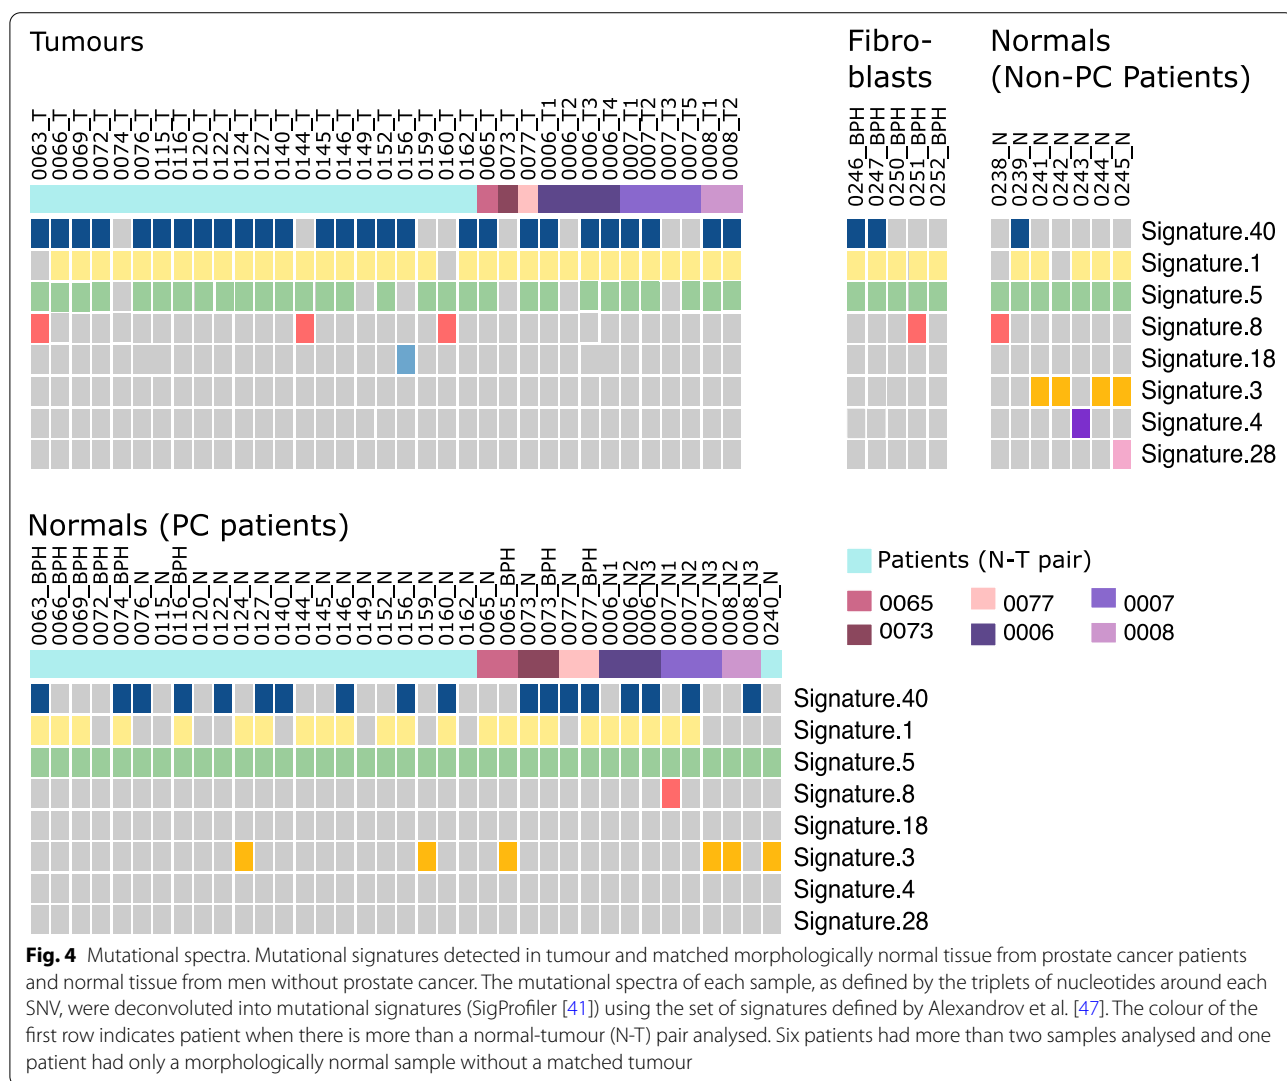 Tumours
Fibro-
blasts
Normals
(Non-PC Patients)
0063_T
0066_T
0069_T
0072_T
0074_T
0076_T
0115_T
0116_T
0120_T
0122_T
0124_T
0127_T
0140_T
0144_T
0145_T
0146_T
0149_T
0152_T
0156_T
0159_T
0160_T
0162_T
0065_T
0073_T
0077_T
0006_T1
0006_T2
0006_T3
0006_T4
0007_T1
0007_T2
0007_T3
0007_T5
0008_T1
0008_T2
0246_BPH
0247_BPH
0250_BPH
0251_BPH
0252_BPH
0238_N
0239_N
0241_N
0242_N
0243_N
0244_N
0245_N
Signature.40
Signature.1
Signature.5
Signature.8
Signature.18
Signature.3
Signature.4
Signature.28
Normals (PC patients)
0063_BPH
0066_BPH
0069_BPH
0072_BPH
0074_BPH
0076_N
0115_N
0116_BPH
0120_N
0122_N
0124_N
0127_N
0140_N
0144_N
0145_N
0146_N
0149_N
0152_N
0156_N
0159_N
0160_N
0162_N
0065_N
0065_BPH
0073_N
0073_BPH
0077_N
0077_BPH
0006_N1
0006_N2
0006_N3
0007_N1
0007_N2
0007_N3
0008_N2
0008_N3
0240_N
Patients (N-T pair)
0065
0077
0007
0073
0006
0008
Signature.40
Signature.1
Signature.5
Signature.8
Signature.18
Signature.3
Signature.4
Signature.28
Fig. 4 Mutational spectra. Mutational signatures detected in tumour and matched morphologically normal tissue from prostate cancer patients
and normal tissue from men without prostate cancer. The mutational spectra of each sample, as defined by the triplets of nucleotides around each
SNV, were deconvoluted into mutational signatures (SigProfiler [41]) using the set of signatures defined by Alexandrov et al. [47]. The colour of the
first row indicates patient when there is more than a normal-tumour (N-T) pair analysed. Six patients had more than two samples analysed and one
patient had only a morphologically normal sample without a matched tumour